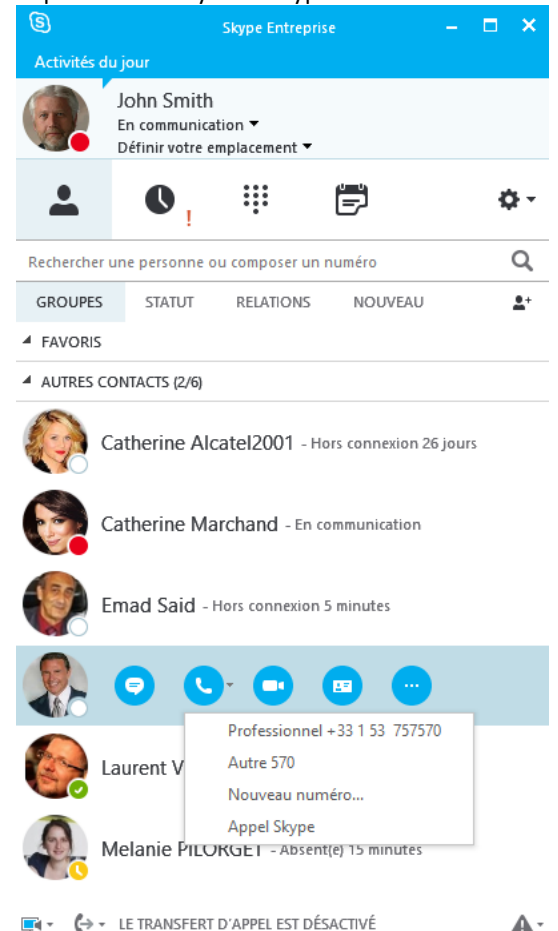 Skype Entreprise
Activités du jour
John Smith
En communication
Définir votre emplacement
!
Rechercher une personne ou composer un numéro
GROUPES STATUT RELATIONS NOUVEAU
FAVORIS
AUTRES CONTACTS (2/6)
Catherine Alcatel2001 - Hors connexion 26 jours
Catherine Marchand - En communication
Emad Said - Hors connexion 5 minutes
Professionnel +33 1 53 757570
Autre 570
Laurent V
Nouveau numéro...
Appel Skype
Melanie PILORGET - Absent(e) 15 minutes
LE TRANSFERT D'APPEL EST DÉSACTIVÉ